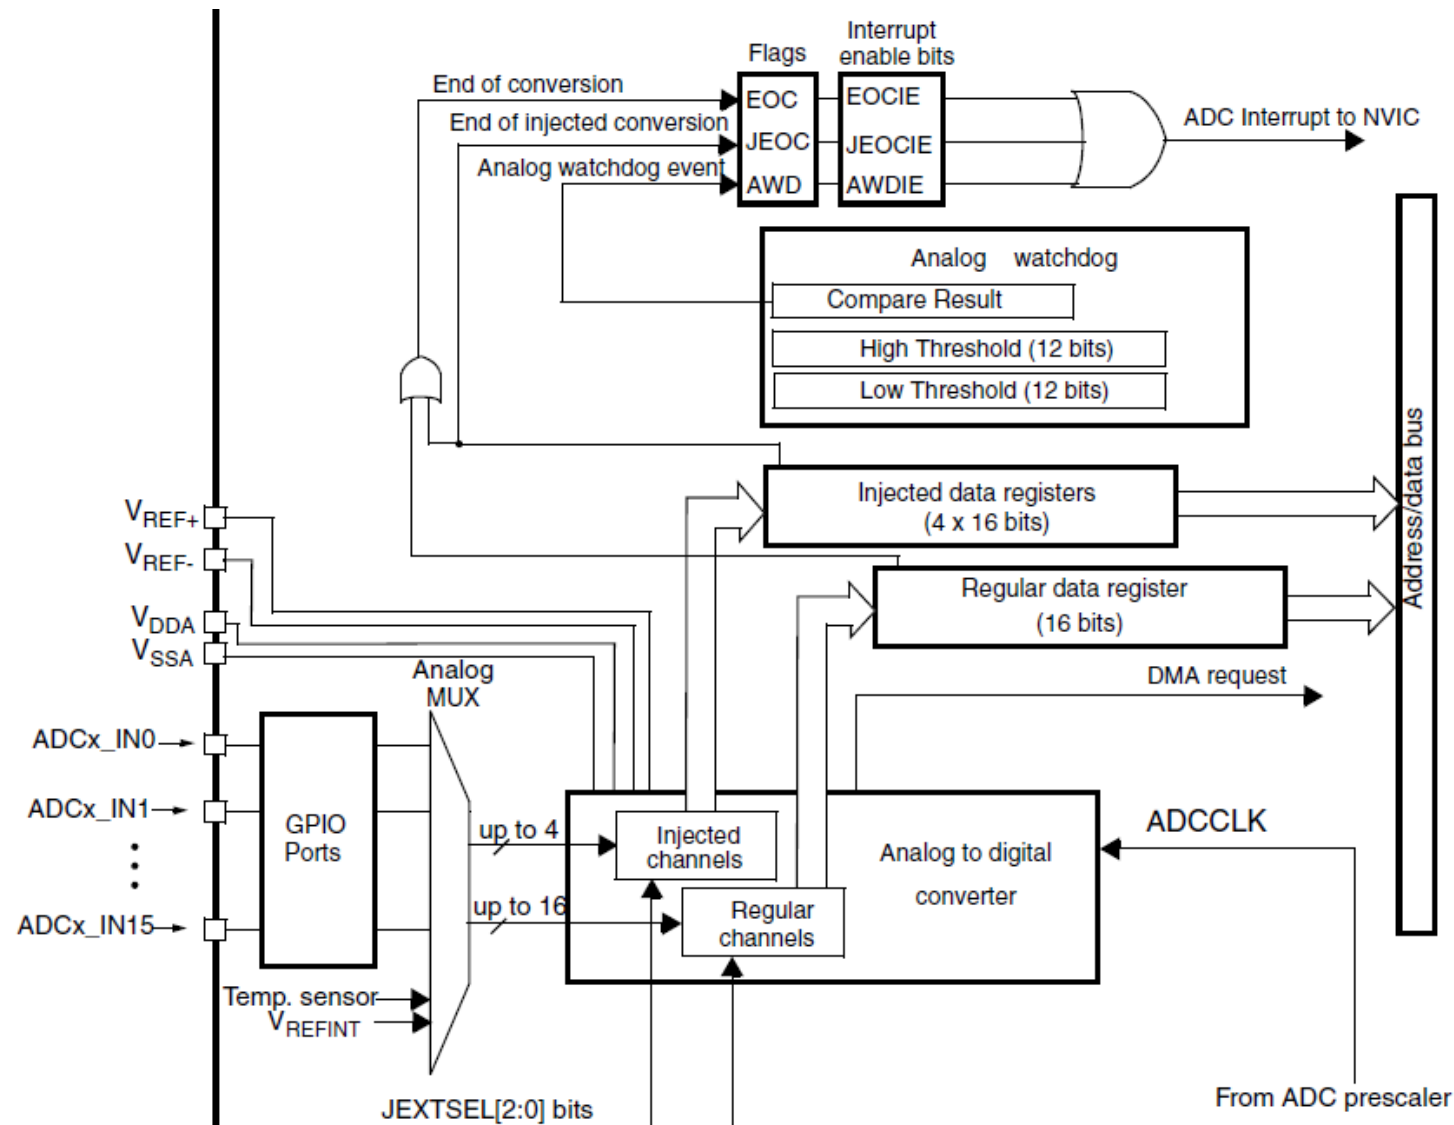 Flags
Interrupt
enable bits
End of conversion
EOC
EOCIE
End of injected conversion
JEOC
JEOCIE
ADC Interrupt to NVIC
Analog watchdog event
AWD
AWDIE
Analog watchdog
Compare Result
High Threshold (12 bits)
Low Threshold (12 bits)
Address/data bus
Injected data registers
(4 x 16 bits)
VREF+
VREF-
VDDA
VSSA
Regular data register
(16 bits)
DMA request
Analog
MUX
ADCx_IN0
ADCx_IN1
ADCx_IN15
GPIO
Ports
up to 4
up to 16
Injected
channels
Regular
channels
Analog to digital
converter
ADCCLK
Temp. sensor
VREFINT
JEXTSEL[2:0] bits
From ADC prescaler